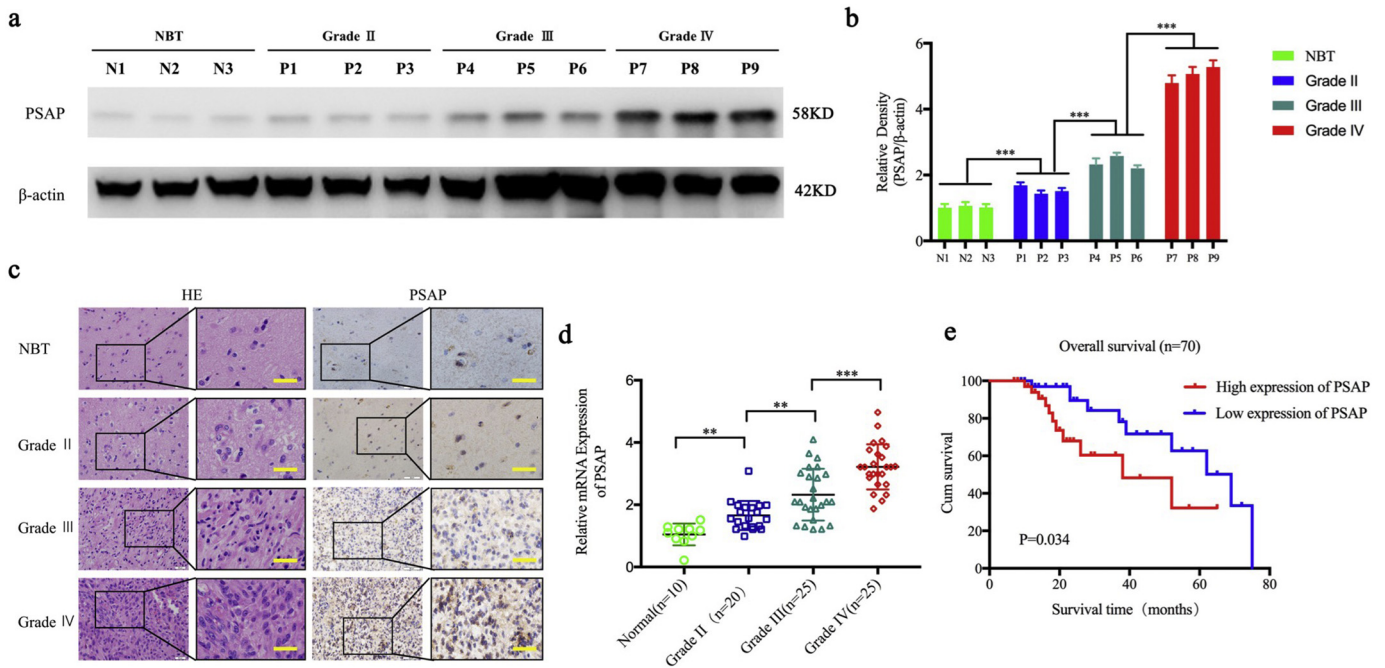 a
NBT
Grade Ⅱ
Grade Ⅲ
Grade Ⅳ
N1 N2 N3 P1 P2 P3 P4 P5 P6 P7 P8 P9
PSAP
58KD
β-actin
42KD
b
Relative Density
(PSAP/β-actin)
6
4
2
0
***
***
***
N1 N2 N3 P1 P2 P3 P4 P5 P6 P7 P8 P9
NBT
Grade II
Grade III
Grade IV
c
HE
PSAP
NBT
Grade Ⅱ
Grade Ⅲ
Grade Ⅳ
d
Relative mRNA Expression
of PSAP
6
4
2
0
**
**
***
Normal(n=10)
Grade II（n=20)
Grade III(n=25)
Grade IV(n=25)
e
Overall survival (n=70)
High expression of PSAP
Low expression of PSAP
Cum survival
100
80
60
40
20
0
P=0.034
0 20 40 60 80
Survival time（months）